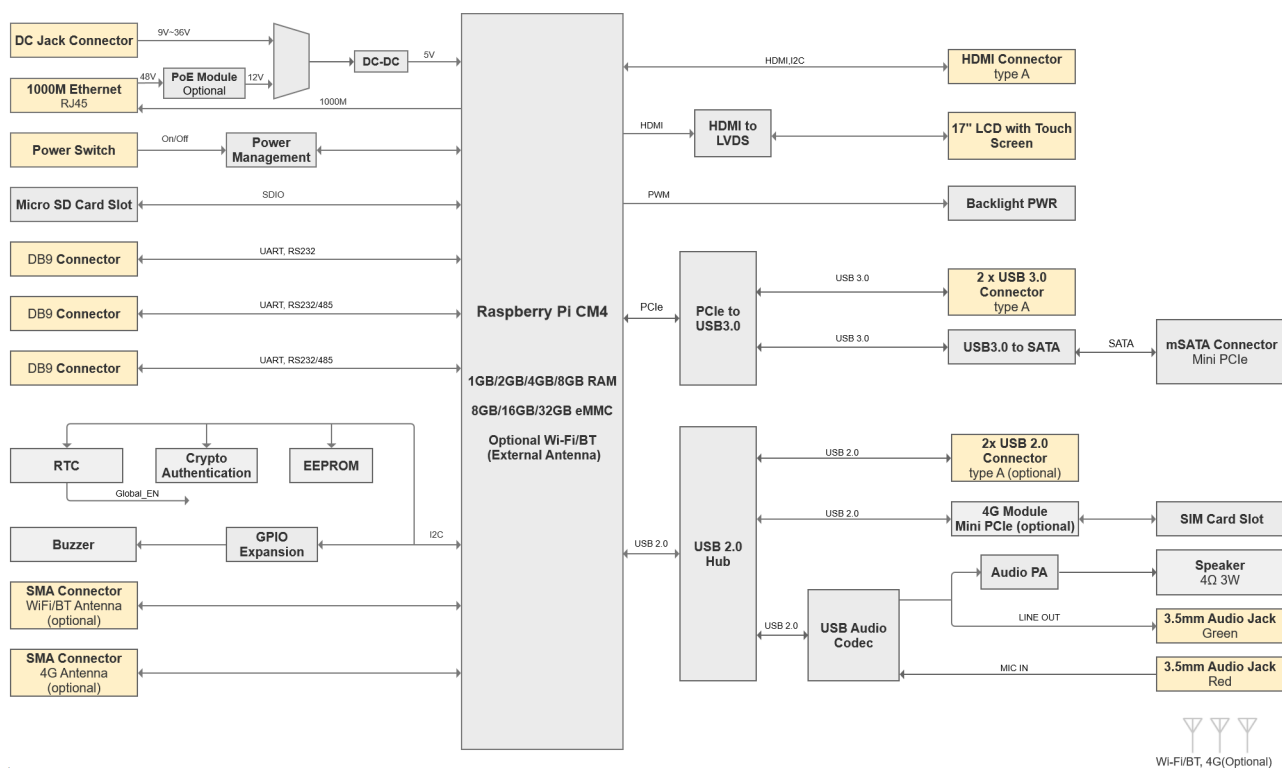 DC Jack Connector
9V~36V
DC-DC
5V
1000M Ethernet
RJ45
48V
PoE Module
Optional
12V
1000M
Power Switch
On/Off
Power
Management
Micro SD Card Slot
SDIO
DB9 Connector
UART, RS232
DB9 Connector
UART, RS232/485
DB9 Connector
UART, RS232/485
RTC
Crypto
Authentication
EEPROM
Global_EN
Buzzer
GPIO
Expansion
I2C
SMA Connector
WiFi/BT Antenna
(optional)
SMA Connector
4G Antenna
(optional)
Raspberry Pi CM4
1GB/2GB/4GB/8GB RAM
8GB/16GB/32GB eMMC
Optional Wi-Fi/BT
(External Antenna)
HDMI,I2C
HDMI Connector
type A
HDMI
HDMI to
LVDS
17" LCD with Touch
Screen
PWM
Backlight PWR
PCIe
PCIe to
USB3.0
USB 3.0
2 x USB 3.0
Connector
type A
USB 3.0
USB3.0 to SATA
SATA
mSATA Connector
Mini PCIe
USB 2.0
USB 2.0
Hub
USB 2.0
2x USB 2.0
Connector
type A (optional)
USB 2.0
4G Module
Mini PCIe (optional)
SIM Card Slot
USB 2.0
USB Audio
Codec
Audio PA
Speaker
4Ω 3W
LINE OUT
3.5mm Audio Jack
Green
MIC IN
3.5mm Audio Jack
Red
Wi-Fi/BT, 4G(Optional)